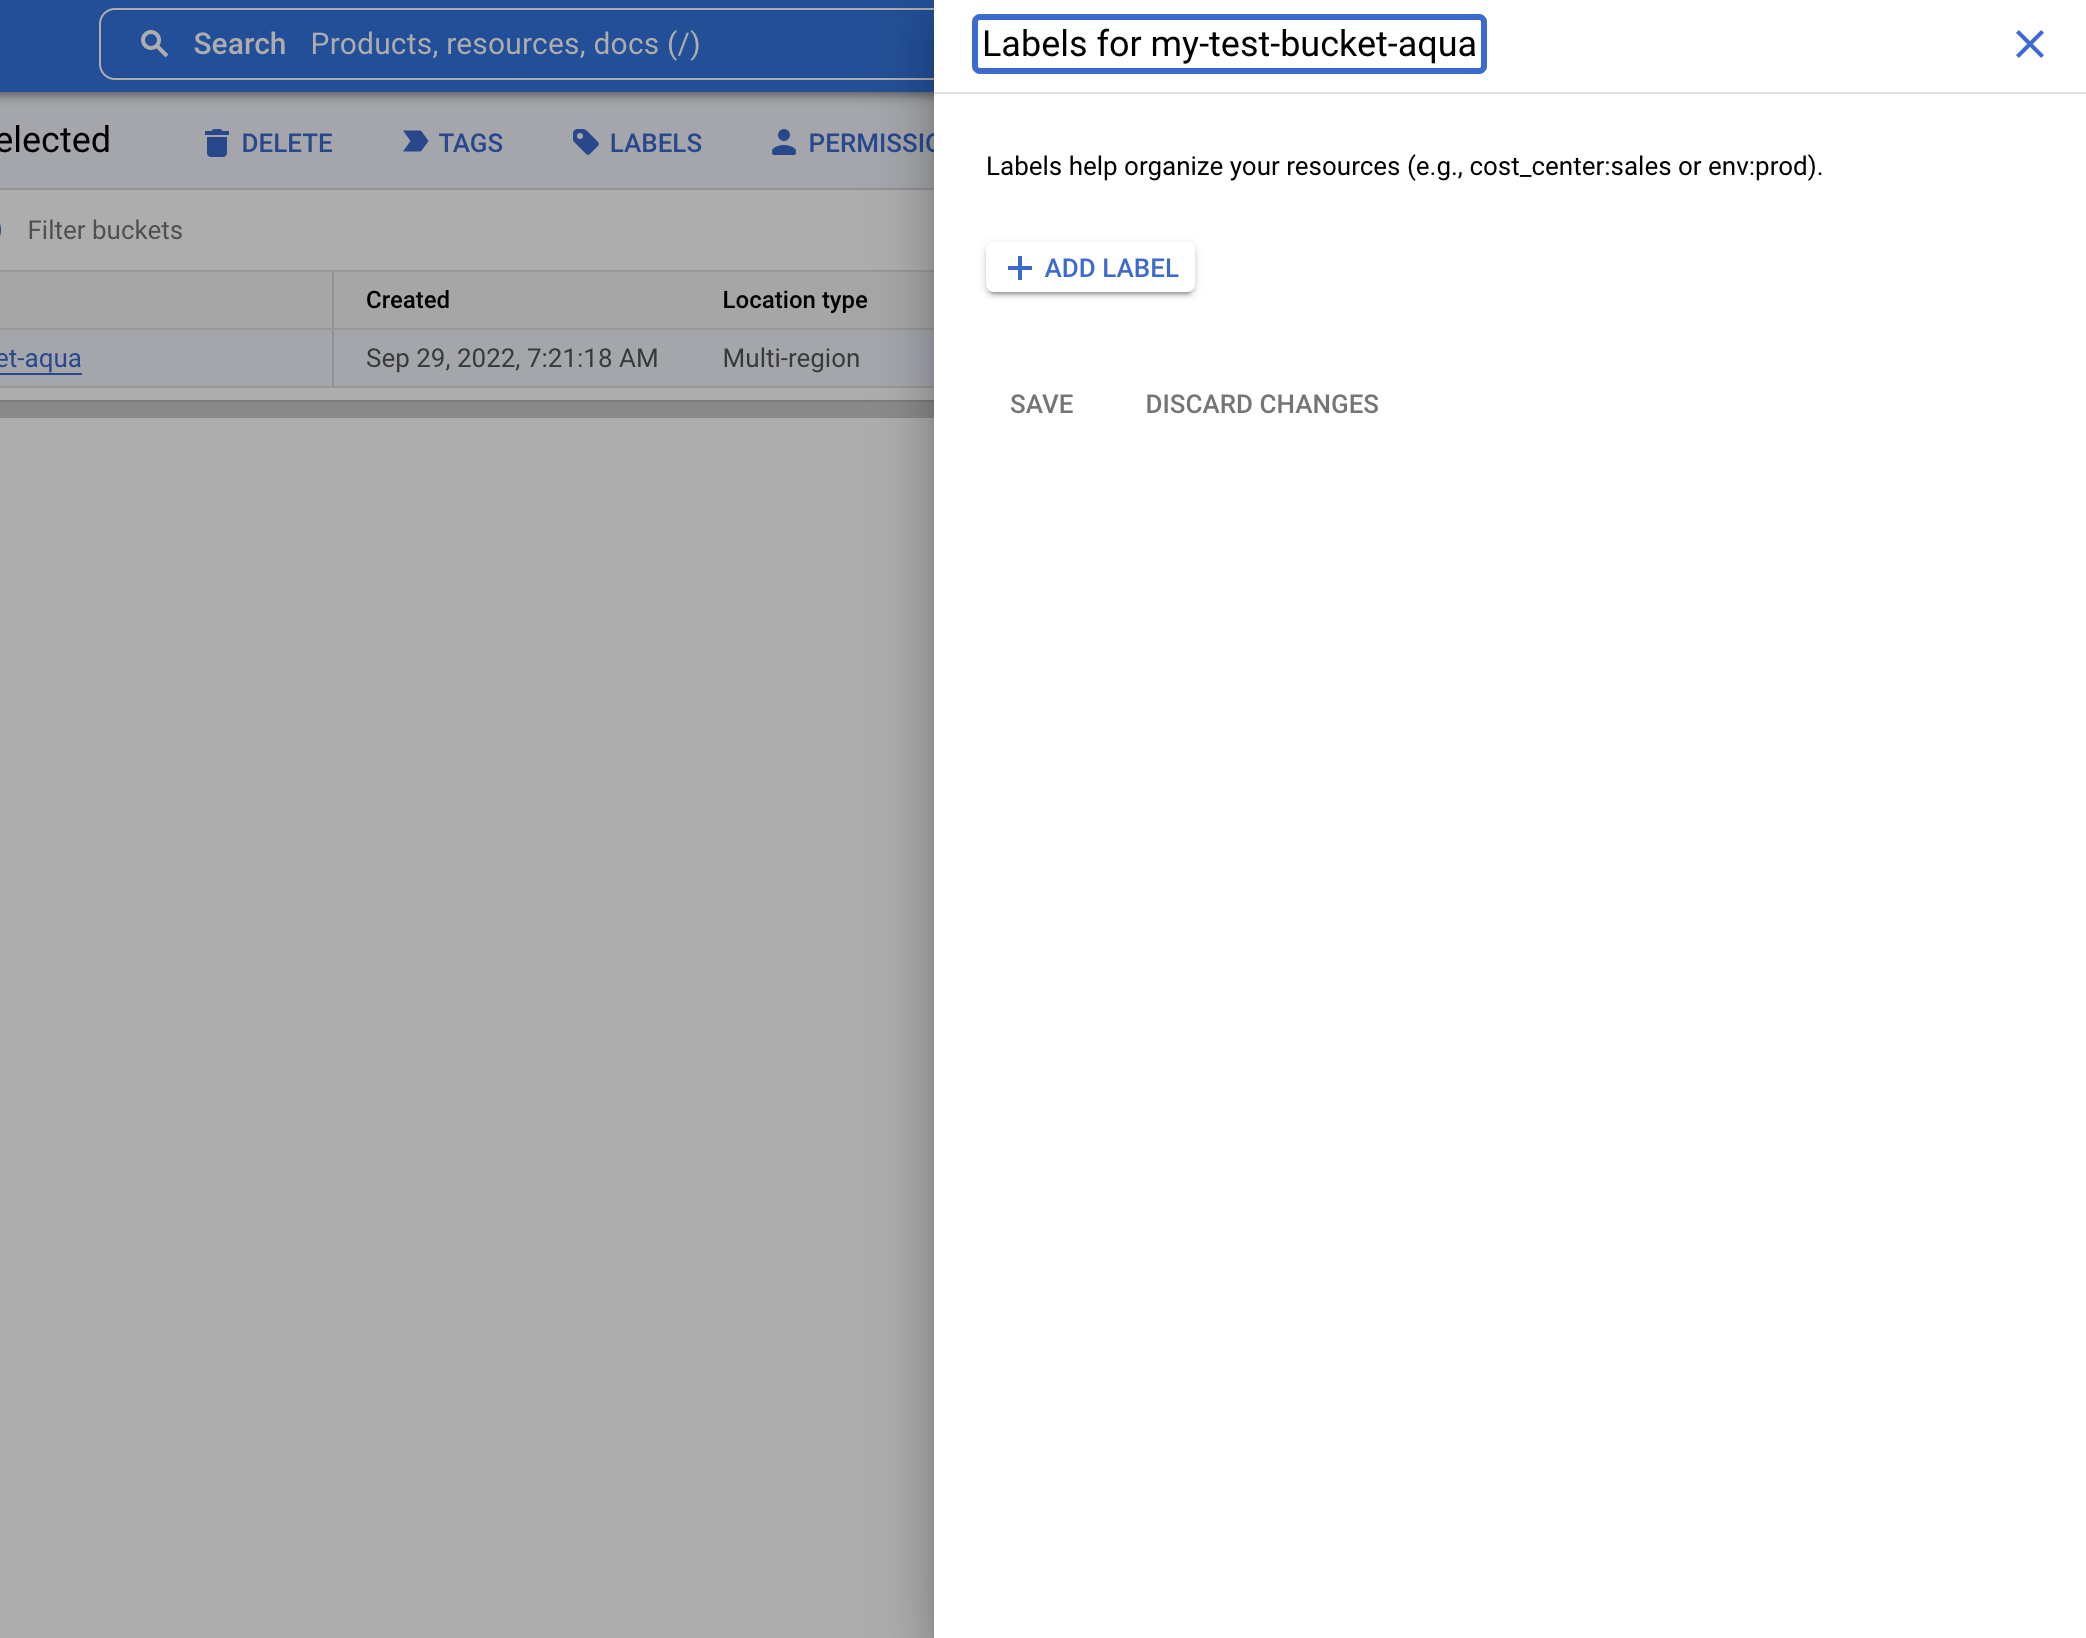 Search Products, resources, docs (/)
elected DELETE TAGS LABELS PERMISSIO
Filter buckets
Created Location type
et-aqua Sep 29, 2022, 7:21:18 AM Multi-region
Labels for my-test-bucket-aqua
Labels help organize your resources (e.g., cost_center:sales or env:prod).
ADD LABEL
SAVE DISCARD CHANGES